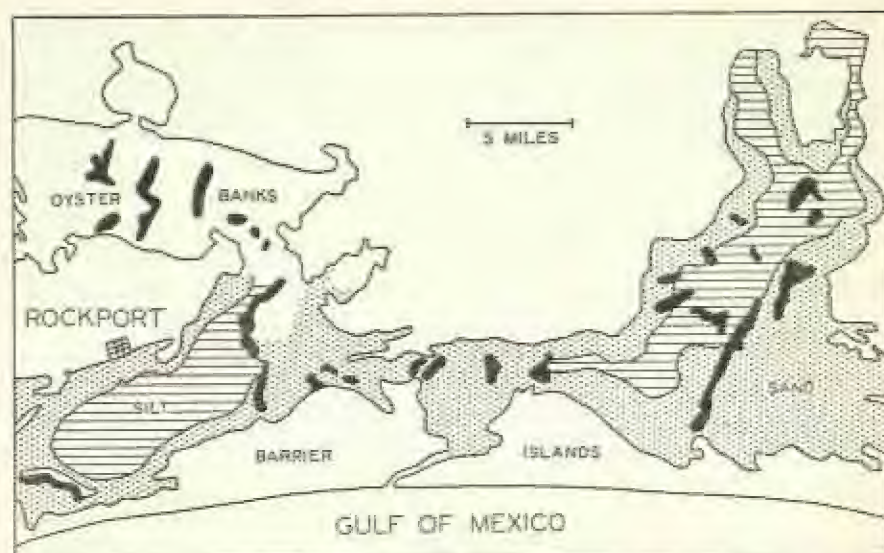 5 MILES
OYSTER BANKS
ROCKPORT
SILT
SAND
BARRIER ISLANDS
GULF OF MEXICO